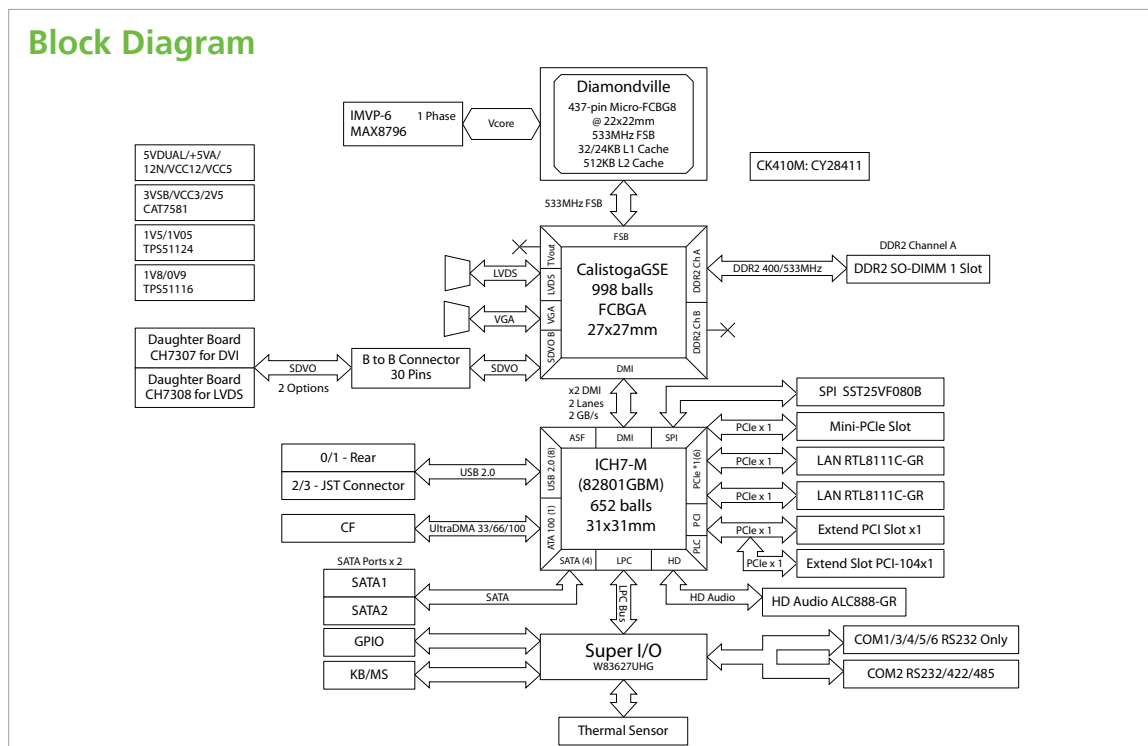 Block Diagram
Diamondville
437-pin Micro-FCBG8
@ 22x22mm
533MHz FSB
32/24KB L1 Cache
512KB L2 Cache
IMVP-6 1 Phase
MAX8796
Vcore
CK410M: CY28411
5VDUAL/+5VA/
12N/VCC12/VCC5
3VSB/VCC3/2V5
CAT7581
1V5/1V05
TPS51124
1V8/0V9
TPS51116
533MHz FSB
FSB
TVout
LVDS
VGA
SDVO B
CalistogaGSE
998 balls
FCBGA
27x27mm
DDR2 Ch A
DDR2 Ch B
DMI
LVDS
VGA
DDR2 400/533MHz
DDR2 Channel A
DDR2 SO-DIMM 1 Slot
Daughter Board
CH7307 for DVI
Daughter Board
CH7308 for LVDS
SDVO
2 Options
B to B Connector
30 Pins
SDVO
x2 DMI
2 Lanes
2 GB/s
SPI SST25VF080B
ASF
DMI
SPI
USB 2.0 (8)
ATA 100 (1)
ICH7-M
(82801GBM)
652 balls
31x31mm
PCIe *1(6)
PCI
PLC
SATA (4)
LPC
HD
PCIe x 1
Mini-PCIe Slot
PCIe x 1
LAN RTL8111C-GR
PCIe x 1
LAN RTL8111C-GR
PCIe x 1
Extend PCI Slot x1
PCIe x 1
Extend Slot PCI-104x1
0/1 - Rear
2/3 - JST Connector
USB 2.0
CF
UltraDMA 33/66/100
SATA Ports x 2
SATA1
SATA2
SATA
LPC Bus
HD Audio
HD Audio ALC888-GR
GPIO
KB/MS
Super I/O
W83627UHG
COM1/3/4/5/6 RS232 Only
COM2 RS232/422/485
Thermal Sensor